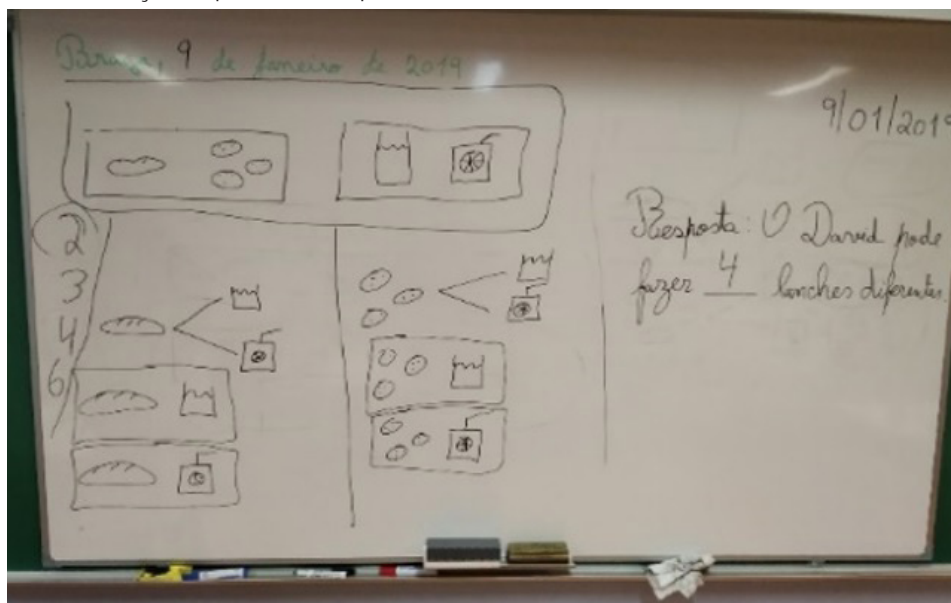 Braga, 9 de Janeiro de 2019
9/01/2019
2
3
4
6
Resposta: O David pode
fazer 4 lanches diferentes